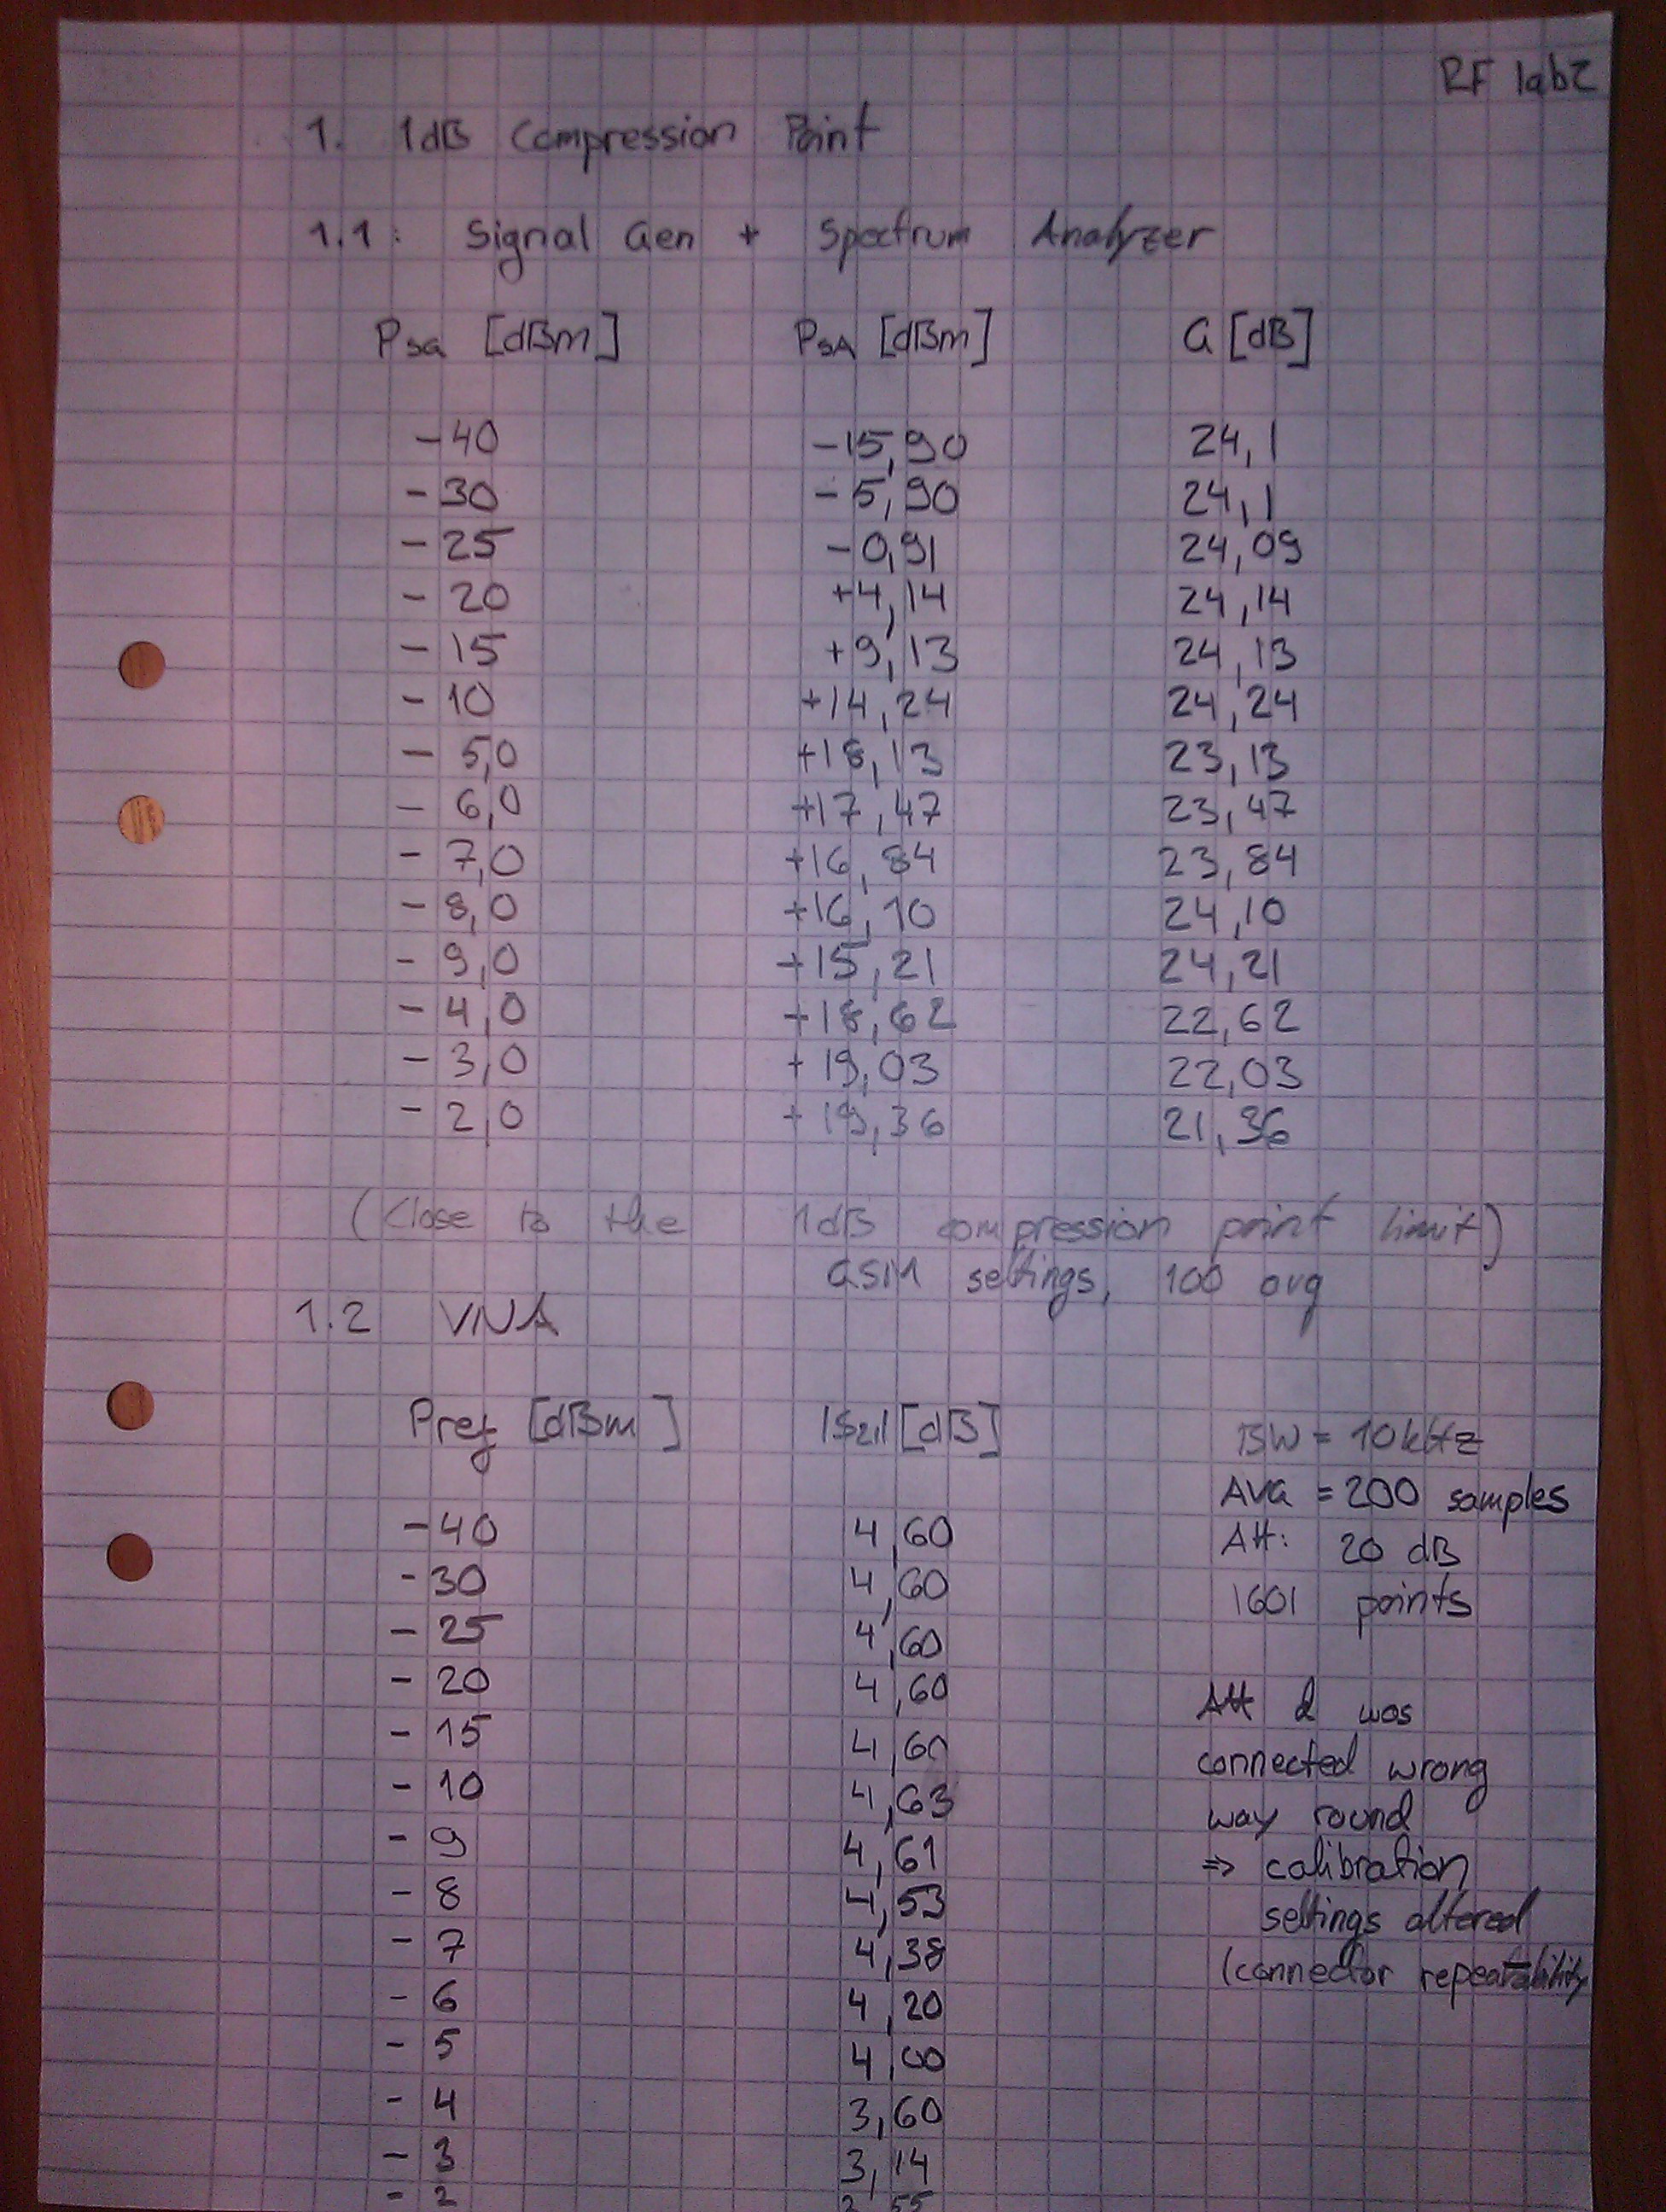 RF lab2
1. 1dB Compression Point
1.1: Signal Gen + Spectrum Analyzer
PSG [dBm] PSA [dBm] G [dB]
-40 -15,90 24,1
-30 -5,90 24,1
-25 -0,91 24,09
-20 +4,14 24,14
-15 +9,13 24,13
-10 +14,24 24,24
-5,0 +18,13 23,13
-6,0 +17,47 23,47
-7,0 +16,84 23,84
-8,0 +16,10 24,10
-9,0 +15,21 24,21
-4,0 +18,62 22,62
-3,0 +19,03 22,03
-2,0 +19,36 21,36
(Close to the 1dB compression point limit)
GSM settings, 100 avg
1.2 VNA
Pref [dBm] |S21| [dB]
-40 4,60
-30 4,60
-25 4,60
-20 4,60
-15 4,60
-10 4,63
-9 4,61
-8 4,53
-7 4,38
-6 4,20
-5 4,00
-4 3,60
-3 3,14
-2 2,55
BW = 10kHz
AVG = 200 samples
Att: 20 dB
1601 points
Att 2 was
connected wrong
way round
⇒ calibration
settings altered
(connector repeatability